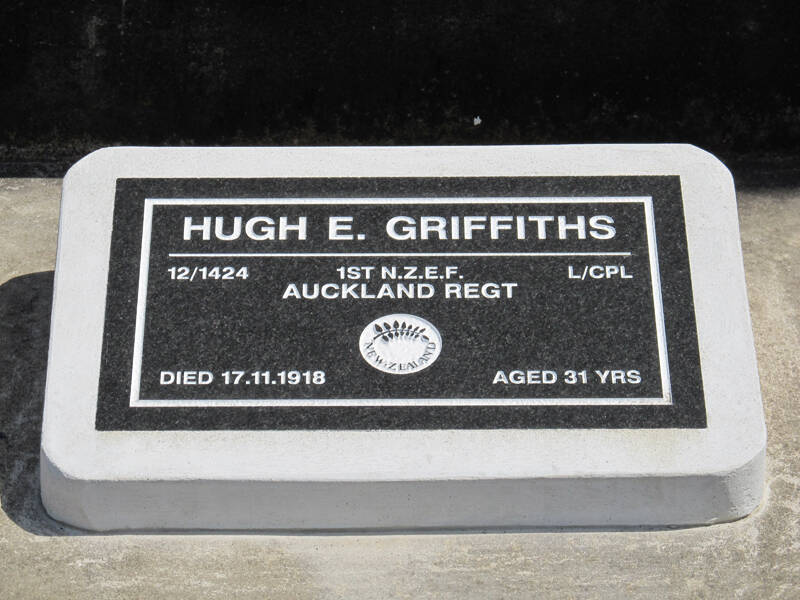 HUGH E. GRIFFITHS
12/1424 1ST N.Z.E.F. L/CPL
AUCKLAND REGT
NEW ZEALAND
DIED 17.11.1918 AGED 31 YRS